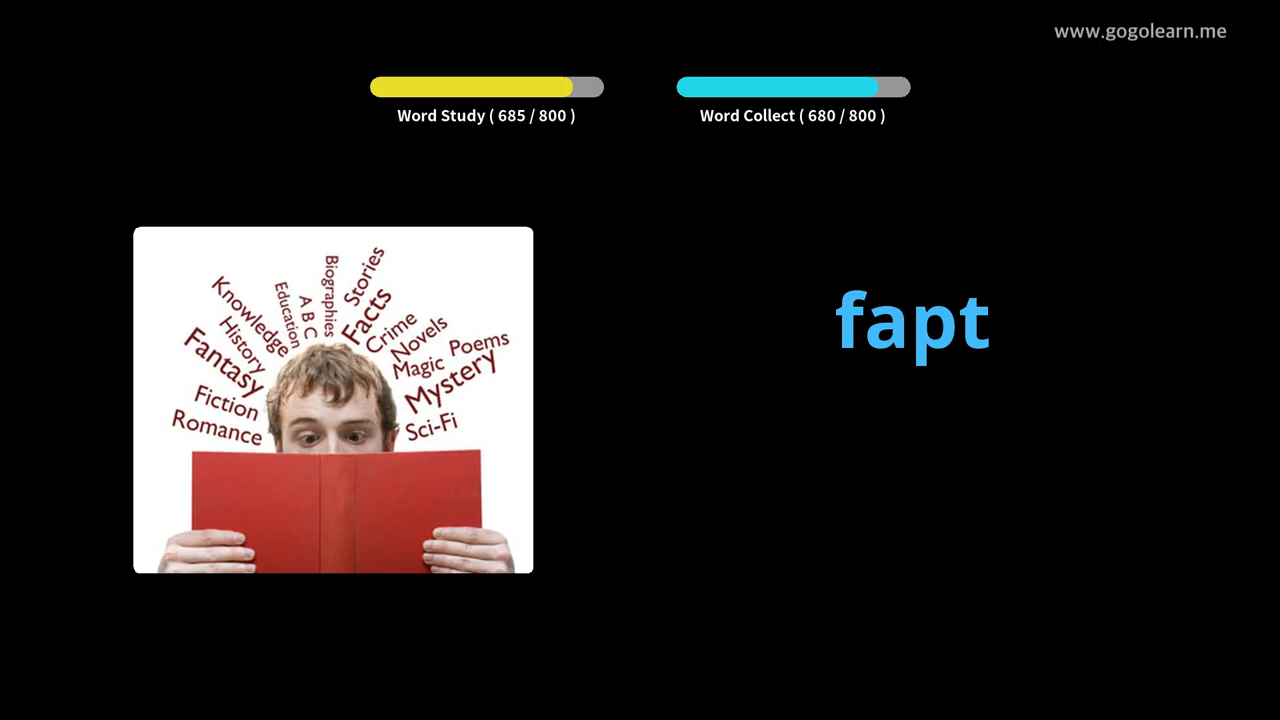 www.gogolearn.me
Word Study ( 685 / 800 )
Word Collect ( 680 / 800 )
fapt
Romance
Fiction
Fantasy
History
Knowledge
Education
A B C
Biographies
Stories
Facts
Crime
Novels
Magic
Poems
Mystery
Sci-Fi